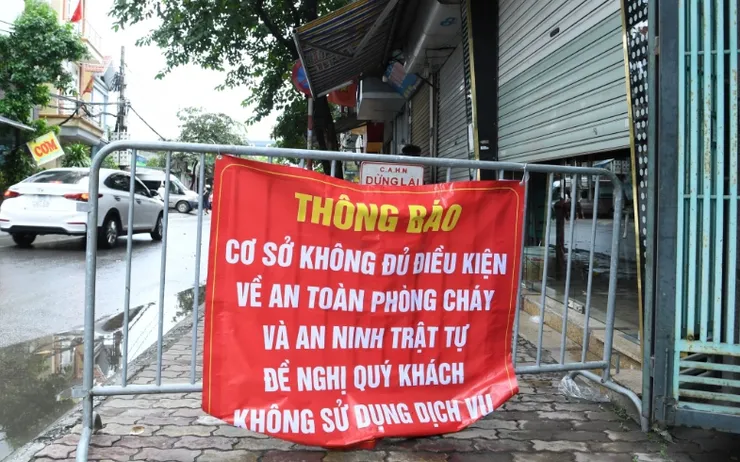 CƠM
C.A.H.N
DỪNG LẠI
THÔNG BÁO
CƠ SỞ KHÔNG ĐỦ ĐIỀU KIỆN
VỀ AN TOÀN PHÒNG CHÁY
VÀ AN NINH TRẬT TỰ
ĐỀ NGHỊ QUÝ KHÁCH
KHÔNG SỬ DỤNG DỊCH VỤ